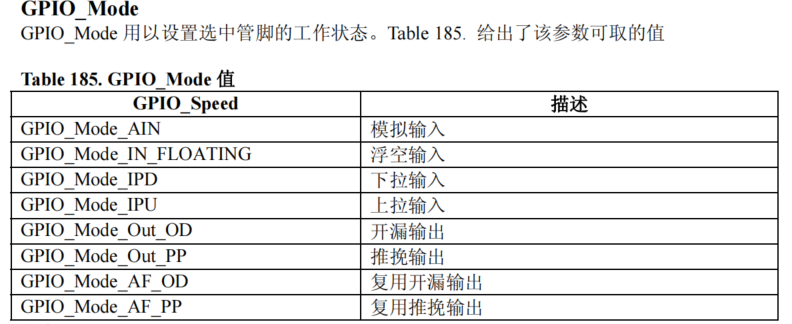 GPIO_Mode
GPIO_Mode 用以设置选中管脚的工作状态。Table 185. 给出了该参数可取的值
Table 185. GPIO_Mode 值
GPIO_Speed 描述
GPIO_Mode_AIN 模拟输入
GPIO_Mode_IN_FLOATING 浮空输入
GPIO_Mode_IPD 下拉输入
GPIO_Mode_IPU 上拉输入
GPIO_Mode_Out_OD 开漏输出
GPIO_Mode_Out_PP 推挽输出
GPIO_Mode_AF_OD 复用开漏输出
GPIO_Mode_AF_PP 复用推挽输出